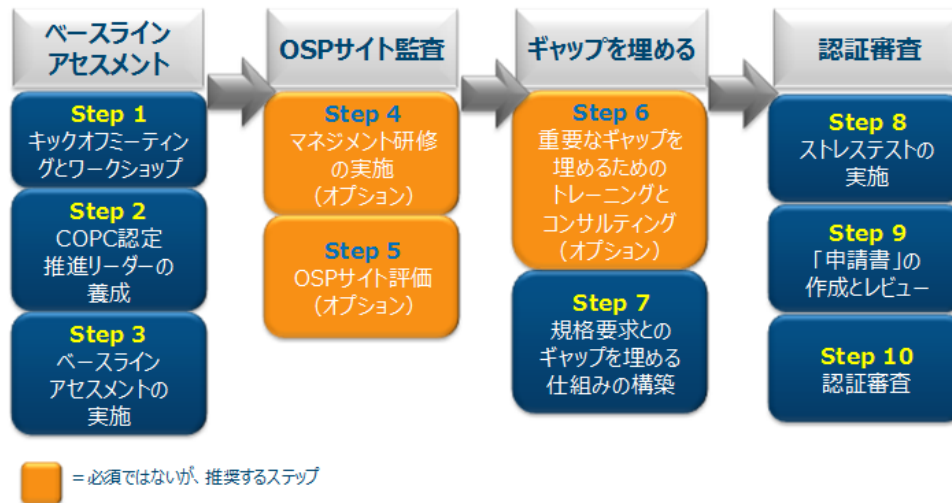 ベースライン
アセスメント
Step 1
キックオフミーティン
グとワークショップ
Step 2
COPC認定
推進リーダーの
養成
Step 3
ベースライン
アセスメントの
実施
OSPサイト監査
Step 4
マネジメント研修
の実施
(オプション)
Step 5
OSPサイト評価
(オプション)
ギャップを埋める
Step 6
重要なギャップを
埋めるための
トレーニングと
コンサルティング
(オプション)
Step 7
規格要求との
ギャップを埋める
仕組みの構築
認証審査
Step 8
ストレステストの
実施
Step 9
「申請書」の
作成とレビュー
Step 10
認証審査
=必須ではないが、推奨するステップ